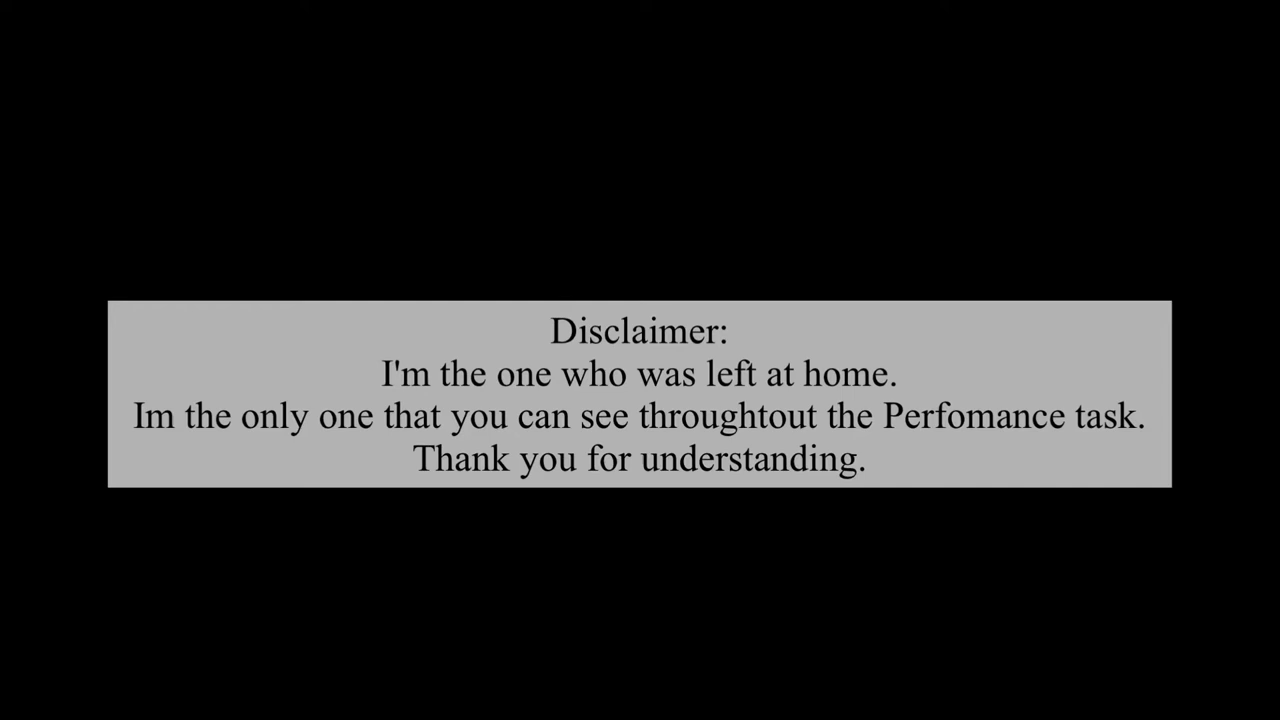 Disclaimer:
I'm the one who was left at home.
Im the only one that you can see throughtout the Perfomance task.
Thank you for understanding.